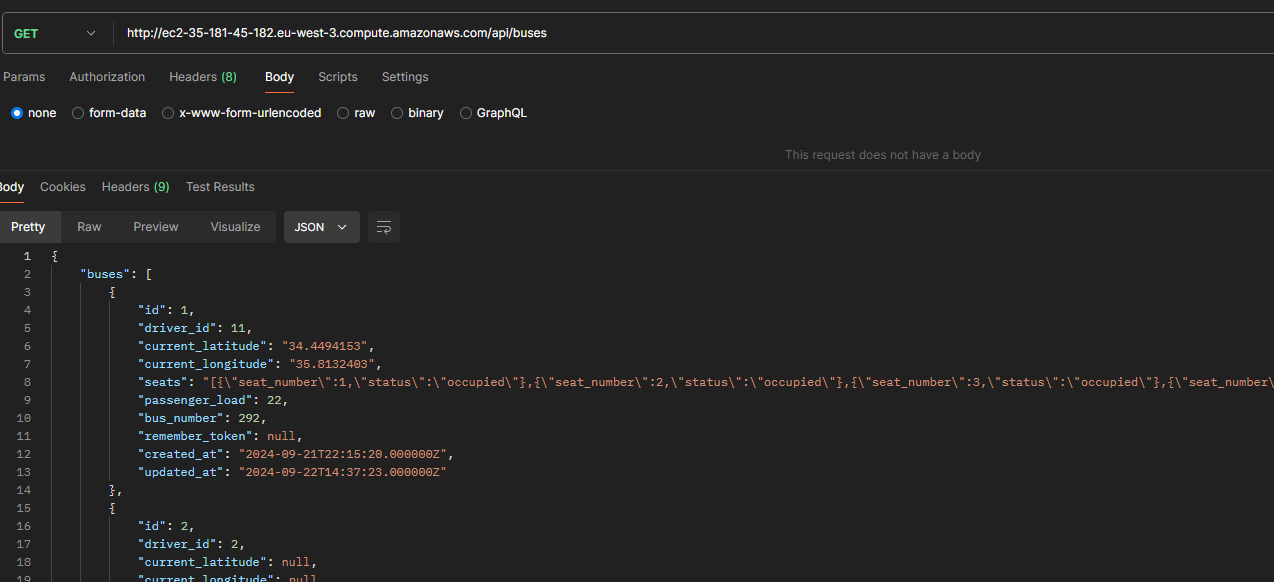 GET http://ec2-35-181-45-182.eu-west-3.compute.amazonaws.com/api/buses
Params Authorization Headers (8) Body Scripts Settings
none form-data x-www-form-urlencoded raw binary GraphQL
This request does not have a body
Body Cookies Headers (9) Test Results
Pretty Raw Preview Visualize JSON
1 {
2 "buses": [
3 {
4 "id": 1,
5 "driver_id": 11,
6 "current_latitude": "34.4494153",
7 "current_longitude": "35.8132403",
8 "seats": "[{\"seat_number\":1,\"status\":\"occupied\"},{\"seat_number\":2,\"status\":\"occupied\"},{\"seat_number\":3,\"status\":\"occupied\"},{\"seat_number\
9 "passenger_load": 22,
10 "bus_number": 292,
11 "remember_token": null,
12 "created_at": "2024-09-21T22:15:20.000000Z",
13 "updated_at": "2024-09-22T14:37:23.000000Z"
14 },
15 {
16 "id": 2,
17 "driver_id": 2,
18 "current_latitude": null,
19 "current_longitude": null